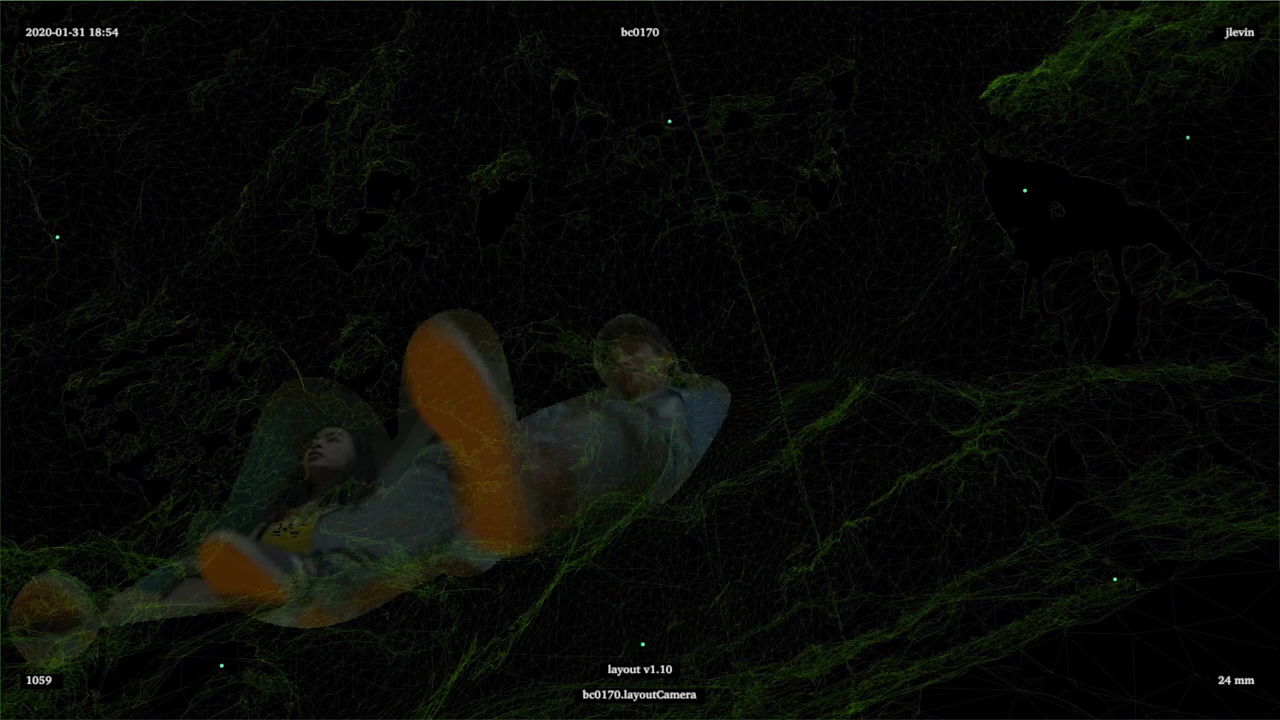 2020-01-31 18:54
bc0170
jlevin
layout v1.10
1059
24 mm
bc0170.layoutCamera